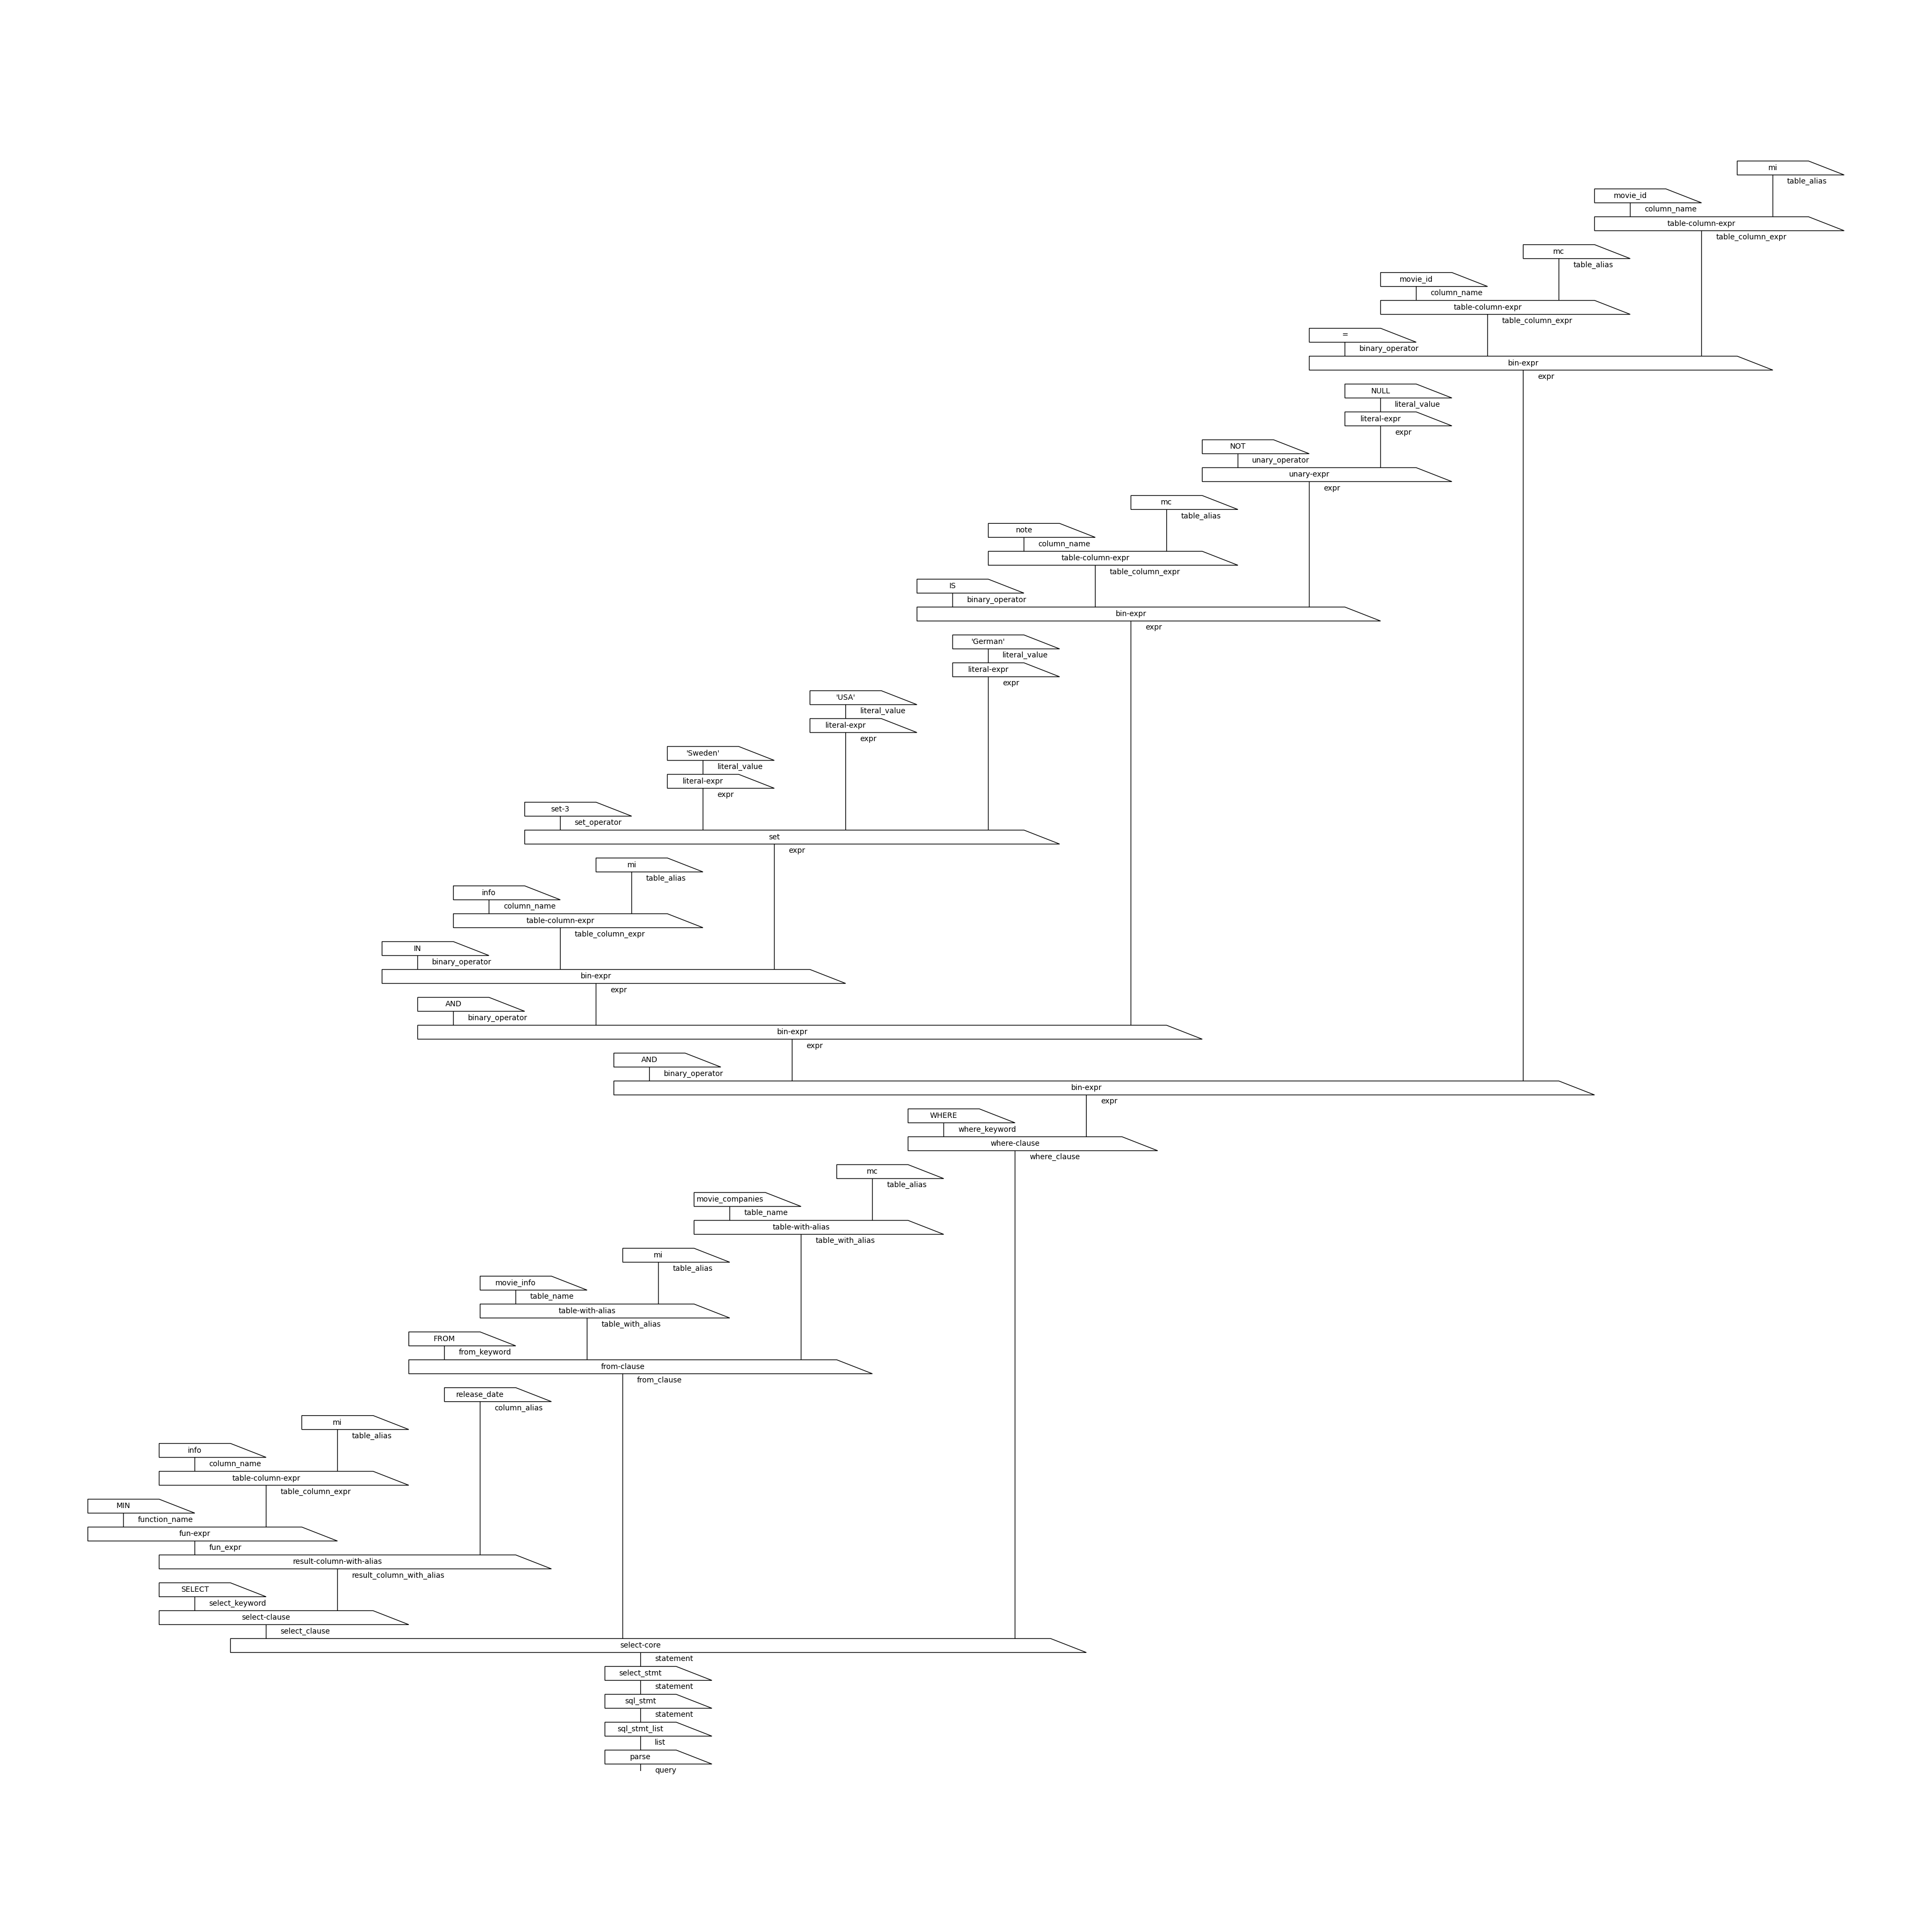 mi
table_alias
movie_id
column_name
table-column-expr
table_column_expr
mc
table_alias
movie_id
column_name
table-column-expr
table_column_expr
=
binary_operator
bin-expr
expr
NULL
literal_value
literal-expr
expr
NOT
unary_operator
unary-expr
expr
mc
table_alias
note
column_name
table-column-expr
table_column_expr
IS
binary_operator
bin-expr
expr
'German'
literal_value
literal-expr
expr
'USA'
literal_value
literal-expr
expr
'Sweden'
literal_value
literal-expr
expr
set-3
set_operator
set
expr
mi
table_alias
info
column_name
table-column-expr
table_column_expr
IN
binary_operator
bin-expr
expr
AND
binary_operator
bin-expr
expr
AND
binary_operator
bin-expr
expr
WHERE
where_keyword
where-clause
where_clause
mc
table_alias
movie_companies
table_name
table-with-alias
table_with_alias
mi
table_alias
movie_info
table_name
table-with-alias
table_with_alias
FROM
from_keyword
from-clause
from_clause
release_date
column_alias
mi
table_alias
info
column_name
table-column-expr
table_column_expr
MIN
function_name
fun-expr
fun_expr
result-column-with-alias
result_column_with_alias
SELECT
select_keyword
select-clause
select_clause
select-core
statement
select_stmt
statement
sql_stmt
statement
sql_stmt_list
list
parse
query